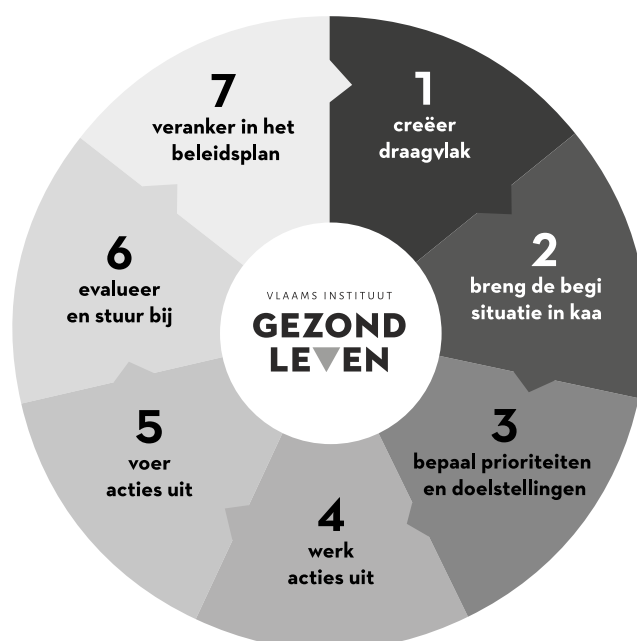 1
creëer
draagvlak
2
breng de begi
situatie in kaa
3
bepaal prioriteiten
en doelstellingen
4
werk
acties uit
5
voer
acties uit
6
evalueer
en stuur bij
7
veranker in het
beleidsplan
VLAAMS INSTITUUT
GEZOND
LEVEN